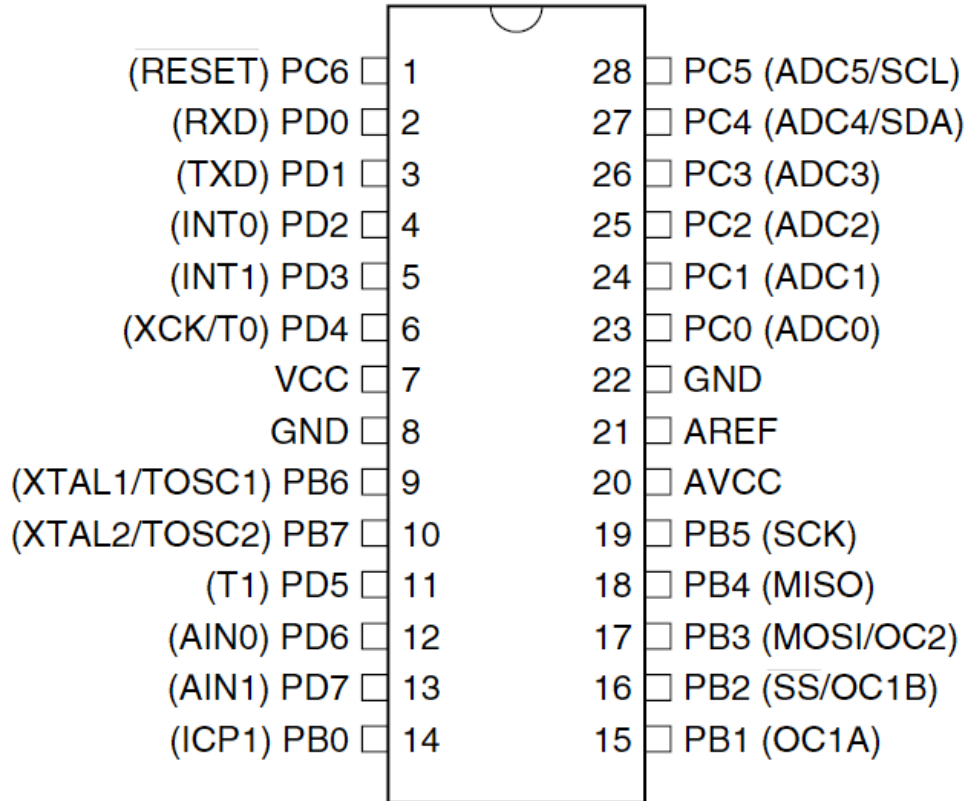 (RESET) PC6 1 28 PC5 (ADC5/SCL)
(RXD) PD0 2 27 PC4 (ADC4/SDA)
(TXD) PD1 3 26 PC3 (ADC3)
(INT0) PD2 4 25 PC2 (ADC2)
(INT1) PD3 5 24 PC1 (ADC1)
(XCK/T0) PD4 6 23 PC0 (ADC0)
VCC 7 22 GND
GND 8 21 AREF
(XTAL1/TOSC1) PB6 9 20 AVCC
(XTAL2/TOSC2) PB7 10 19 PB5 (SCK)
(T1) PD5 11 18 PB4 (MISO)
(AIN0) PD6 12 17 PB3 (MOSI/OC2)
(AIN1) PD7 13 16 PB2 (SS/OC1B)
(ICP1) PB0 14 15 PB1 (OC1A)